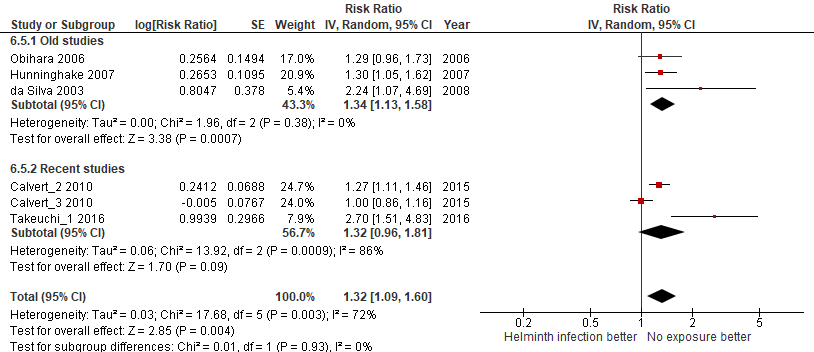 Risk Ratio Risk Ratio
Study or Subgroup log[Risk Ratio] SE Weight IV, Random, 95% CI Year IV, Random, 95% CI
6.5.1 Old studies
Obihara 2006 0.2564 0.1494 17.0% 1.29 [0.96, 1.73] 2006
Hunninghake 2007 0.2653 0.1095 20.9% 1.30 [1.05, 1.62] 2007
da Silva 2003 0.8047 0.378 5.4% 2.24 [1.07, 4.69] 2008
Subtotal (95% CI) 43.3% 1.34 [1.13, 1.58]
Heterogeneity: Tau² = 0.00; Chi² = 1.96, df = 2 (P = 0.38); I² = 0%
Test for overall effect: Z = 3.38 (P = 0.0007)
6.5.2 Recent studies
Calvert_2 2010 0.2412 0.0688 24.7% 1.27 [1.11, 1.46] 2015
Calvert_3 2010 -0.005 0.0767 24.0% 1.00 [0.86, 1.16] 2015
Takeuchi_1 2016 0.9939 0.2966 7.9% 2.70 [1.51, 4.83] 2016
Subtotal (95% CI) 56.7% 1.32 [0.96, 1.81]
Heterogeneity: Tau² = 0.06; Chi² = 13.92, df = 2 (P = 0.0009); I² = 86%
Test for overall effect: Z = 1.70 (P = 0.09)
Total (95% CI) 100.0% 1.32 [1.09, 1.60]
Heterogeneity: Tau² = 0.03; Chi² = 17.68, df = 5 (P = 0.003); I² = 72%
Test for overall effect: Z = 2.85 (P = 0.004)
Test for subgroup differences: Chi² = 0.01, df = 1 (P = 0.93), I² = 0%
0.2 0.5 1 2 5
Helminth infection better No exposure better